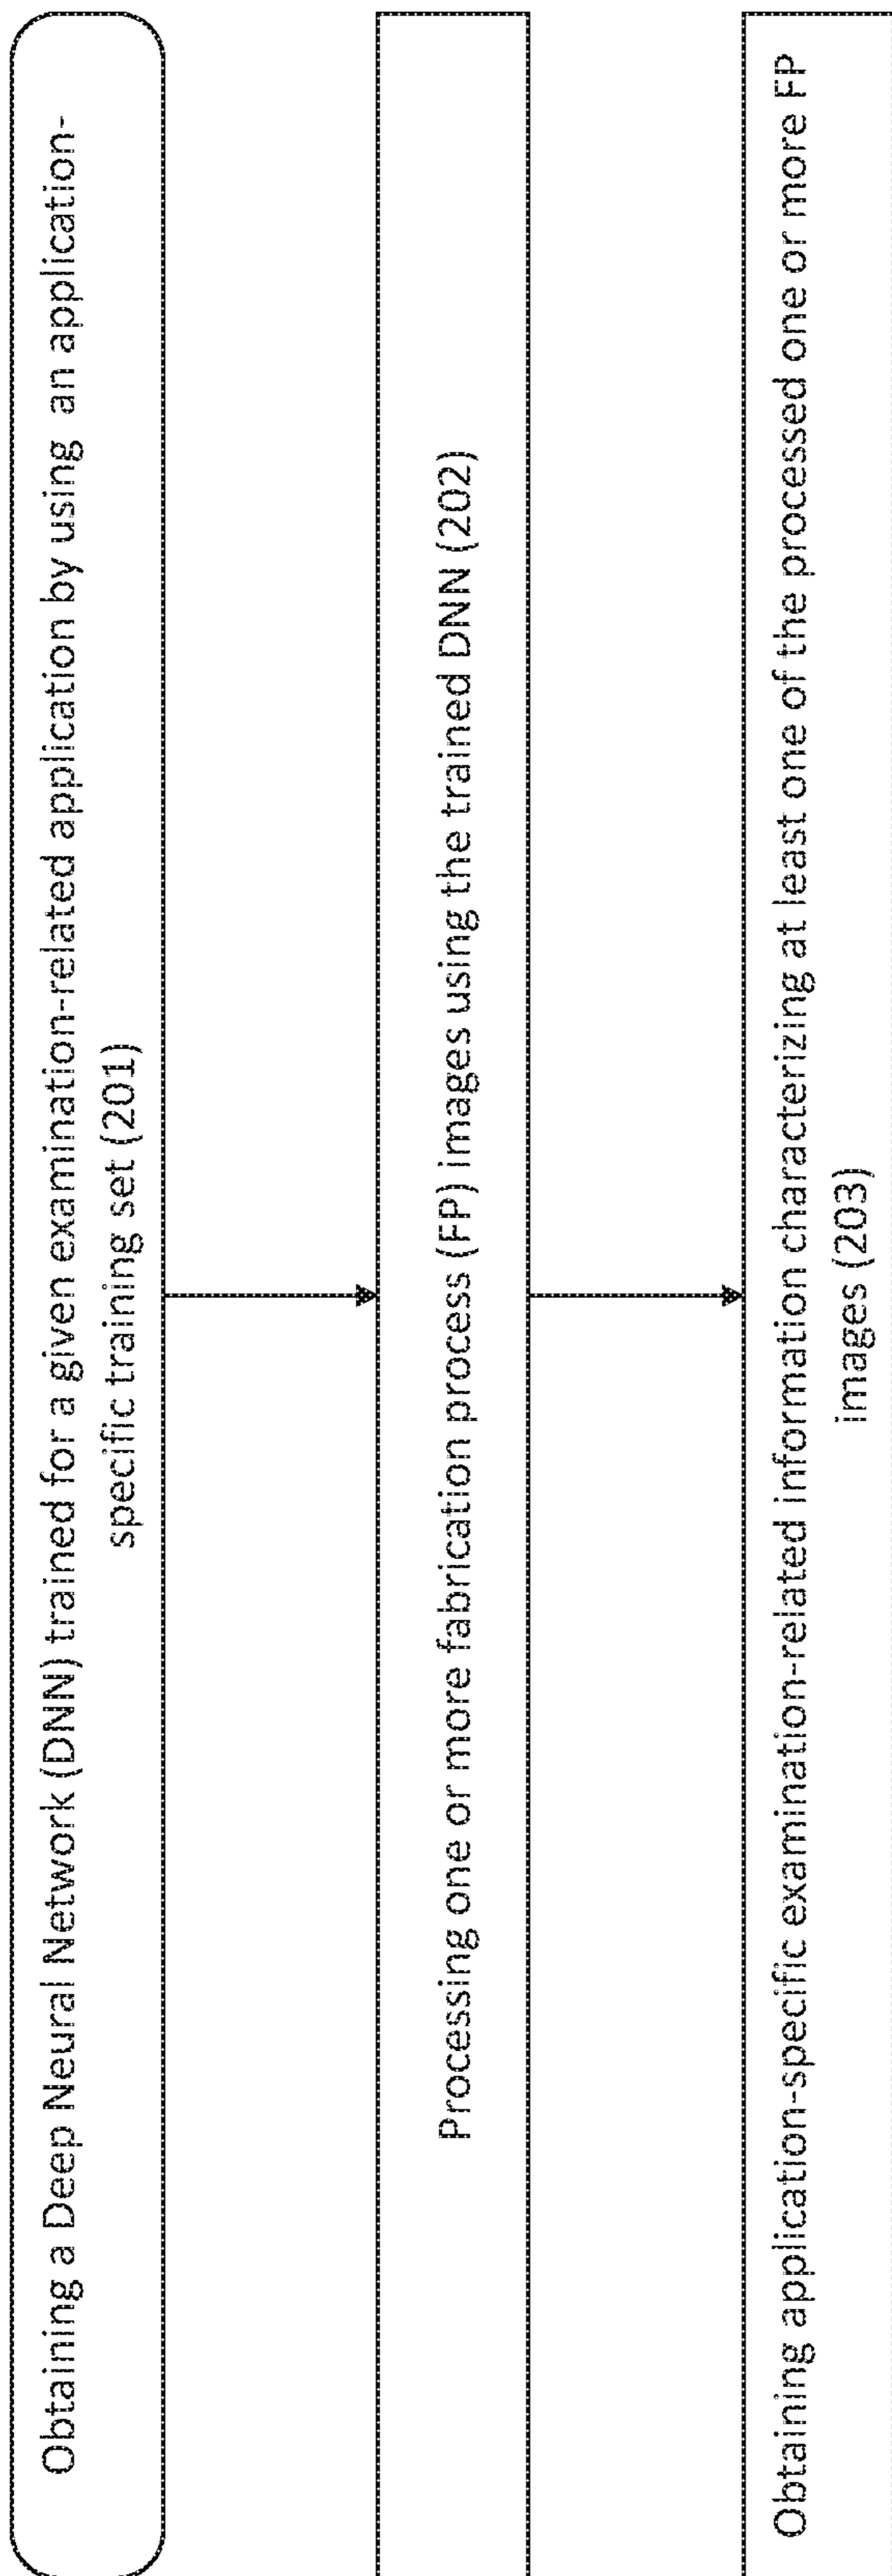 Obtaining a Deep Neural Network (DNN) trained for a given examination-related application by using an application-
specific training set (201)
Processing one or more fabrication process (FP) images using the trained DNN (202)
Obtaining application-specific examination-related information characterizing at least one of the processed one or more FP
images (203)